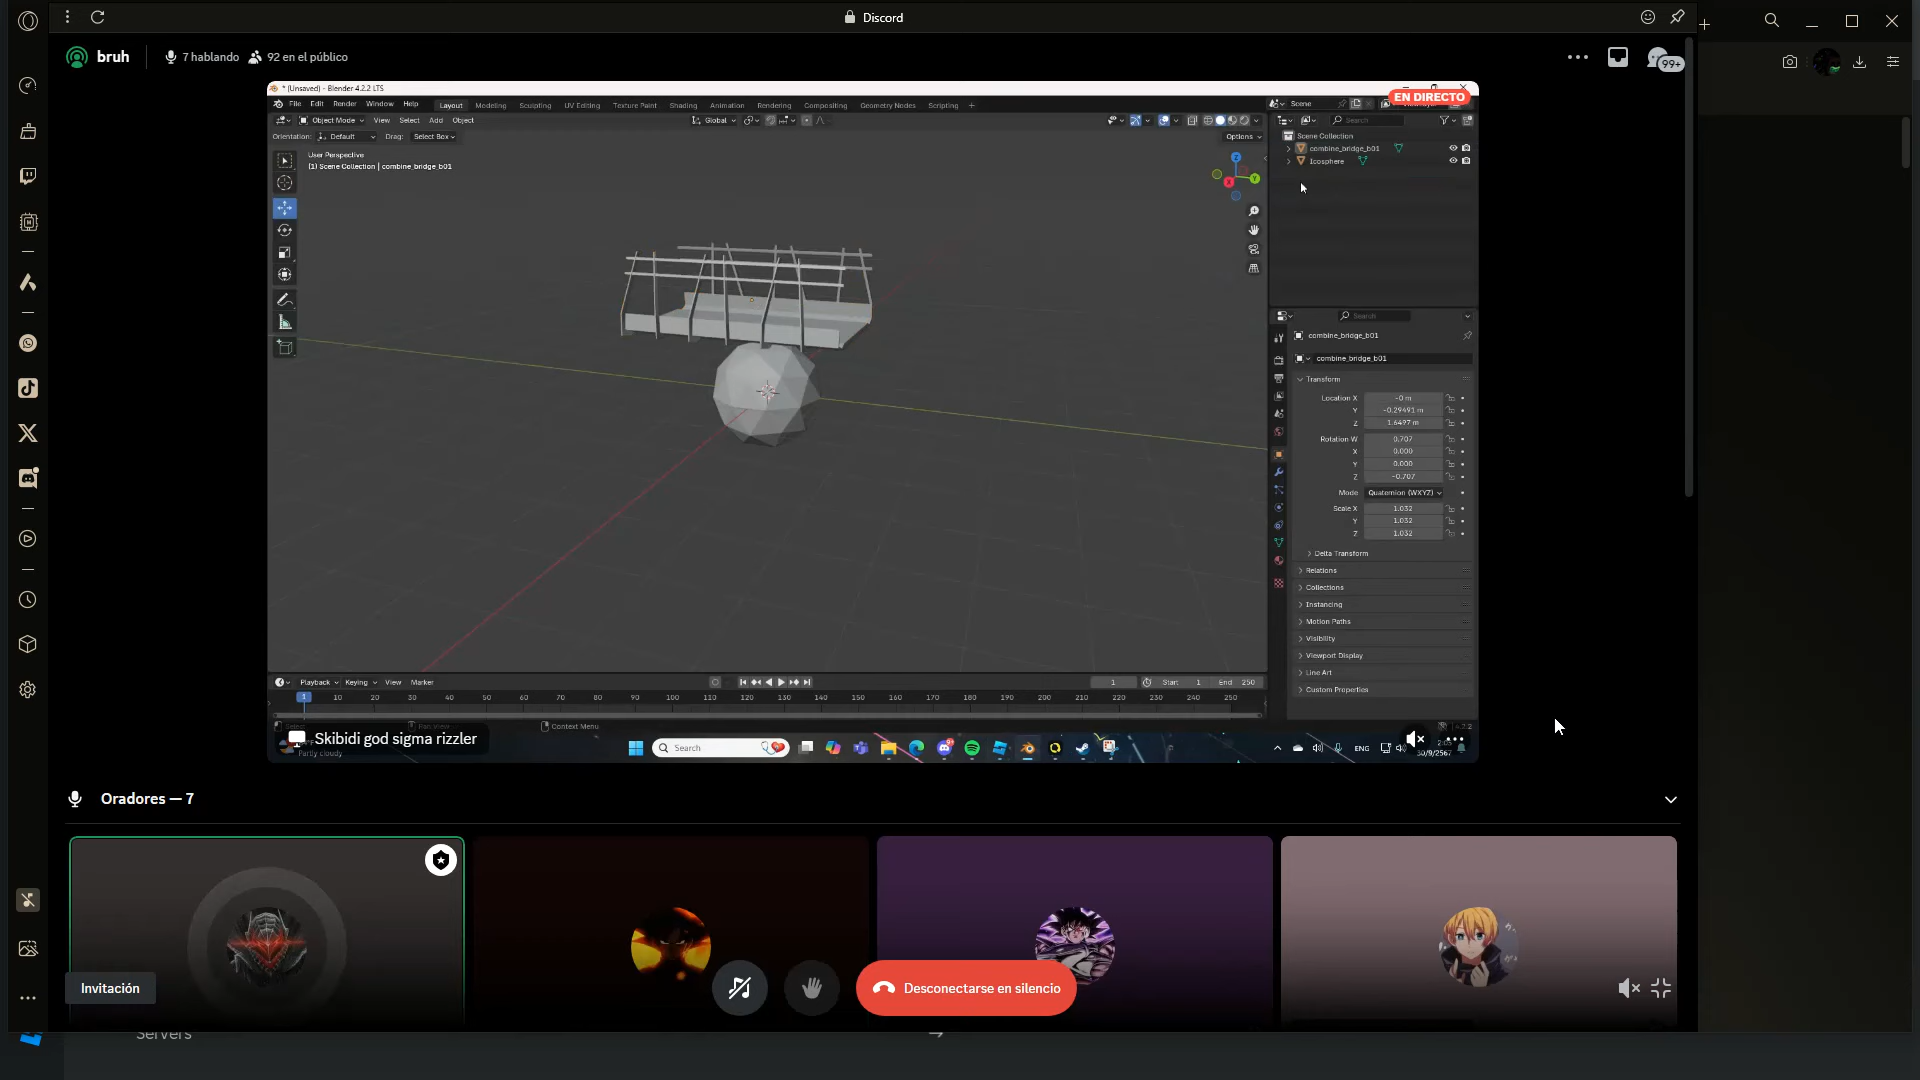 Discord
bruh
7 hablando
92 en el público
99+
* (Unsaved) - Blender 4.2.2 LTS
EN DIRECTO
File Edit Render Window Help
Layout Modeling Sculpting UV Editing Texture Paint Shading Animation Rendering Compositing Geometry Nodes Scripting +
Scene
Object Mode View Select Add Object
Global
Search
Orientation: Default Drag: Select Box
Options
Scene Collection
combine_bridge_b01
Icosphere
User Perspective
(1) Scene Collection | combine_bridge_b01
Z
Y
X
Search
combine_bridge_b01
combine_bridge_b01
Transform
Location X -0 m
Y -0.29491 m
Z 1.6497 m
Rotation W 0.707
X 0.000
Y 0.000
Z -0.707
Mode Quaternion (WXYZ)
Scale X 1.032
Y 1.032
Z 1.032
Delta Transform
Relations
Collections
Instancing
Motion Paths
Visibility
Viewport Display
Line Art
Custom Properties
Playback Keying View Marker
1 Start 1 End 250
1 10 20 30 40 50 60 70 80 90 100 110 120 130 140 150 160 170 180 190 200 210 220 230 240 250
Context Menu
Skibidi god sigma rizzler
Partly cloudy
Search
ENG
30/9/2567
Oradores — 7
Invitación
Desconectarse en silencio
Servers